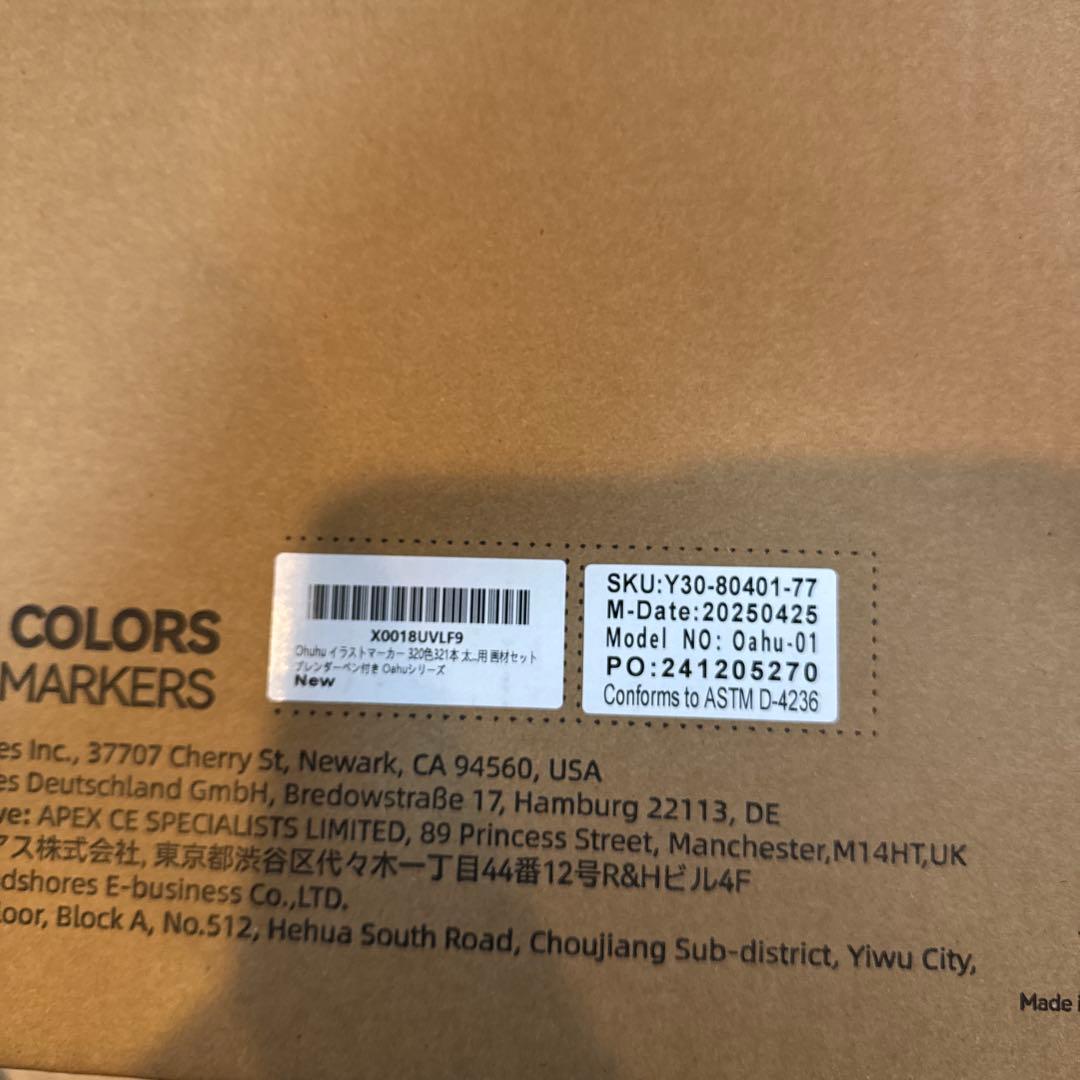 COLORS
MARKERS
X0018UVLF9
Ohuhu イラストマーカー 320色321本 太...用 画材セット
ブレンダーペン付き Oahuシリーズ
New
SKU:Y30-80401-77
M-Date:20250425
Model NO: Oahu-01
PO:241205270
Conforms to ASTM D-4236
es Inc., 37707 Cherry St, Newark, CA 94560, USA
es Deutschland GmbH, Bredowstraße 17, Hamburg 22113, DE
ve: APEX CE SPECIALISTS LIMITED, 89 Princess Street, Manchester,M14HT,UK
アス株式会社, 東京都渋谷区代々木一丁目44番12号R&Hビル4F
dshores E-business Co.,LTD.
loor, Block A, No.512, Hehua South Road, Choujiang Sub-district, Yiwu City,
Made i